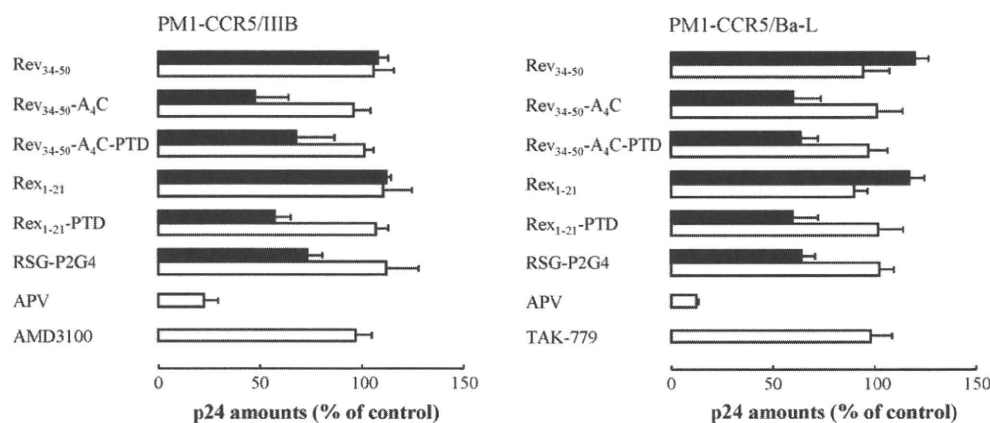 PM1-CCR5/IIIB
Rev₃₄₋₅₀
Rev₃₄₋₅₀-A₄C
Rev₃₄₋₅₀-A₄C-PTD
Rex₁₋₂₁
Rex₁₋₂₁-PTD
RSG-P2G4
APV
AMD3100
0 50 100 150
p24 amounts (% of control)
PM1-CCR5/Ba-L
Rev₃₄₋₅₀
Rev₃₄₋₅₀-A₄C
Rev₃₄₋₅₀-A₄C-PTD
Rex₁₋₂₁
Rex₁₋₂₁-PTD
RSG-P2G4
APV
TAK-779
0 50 100 150
p24 amounts (% of control)